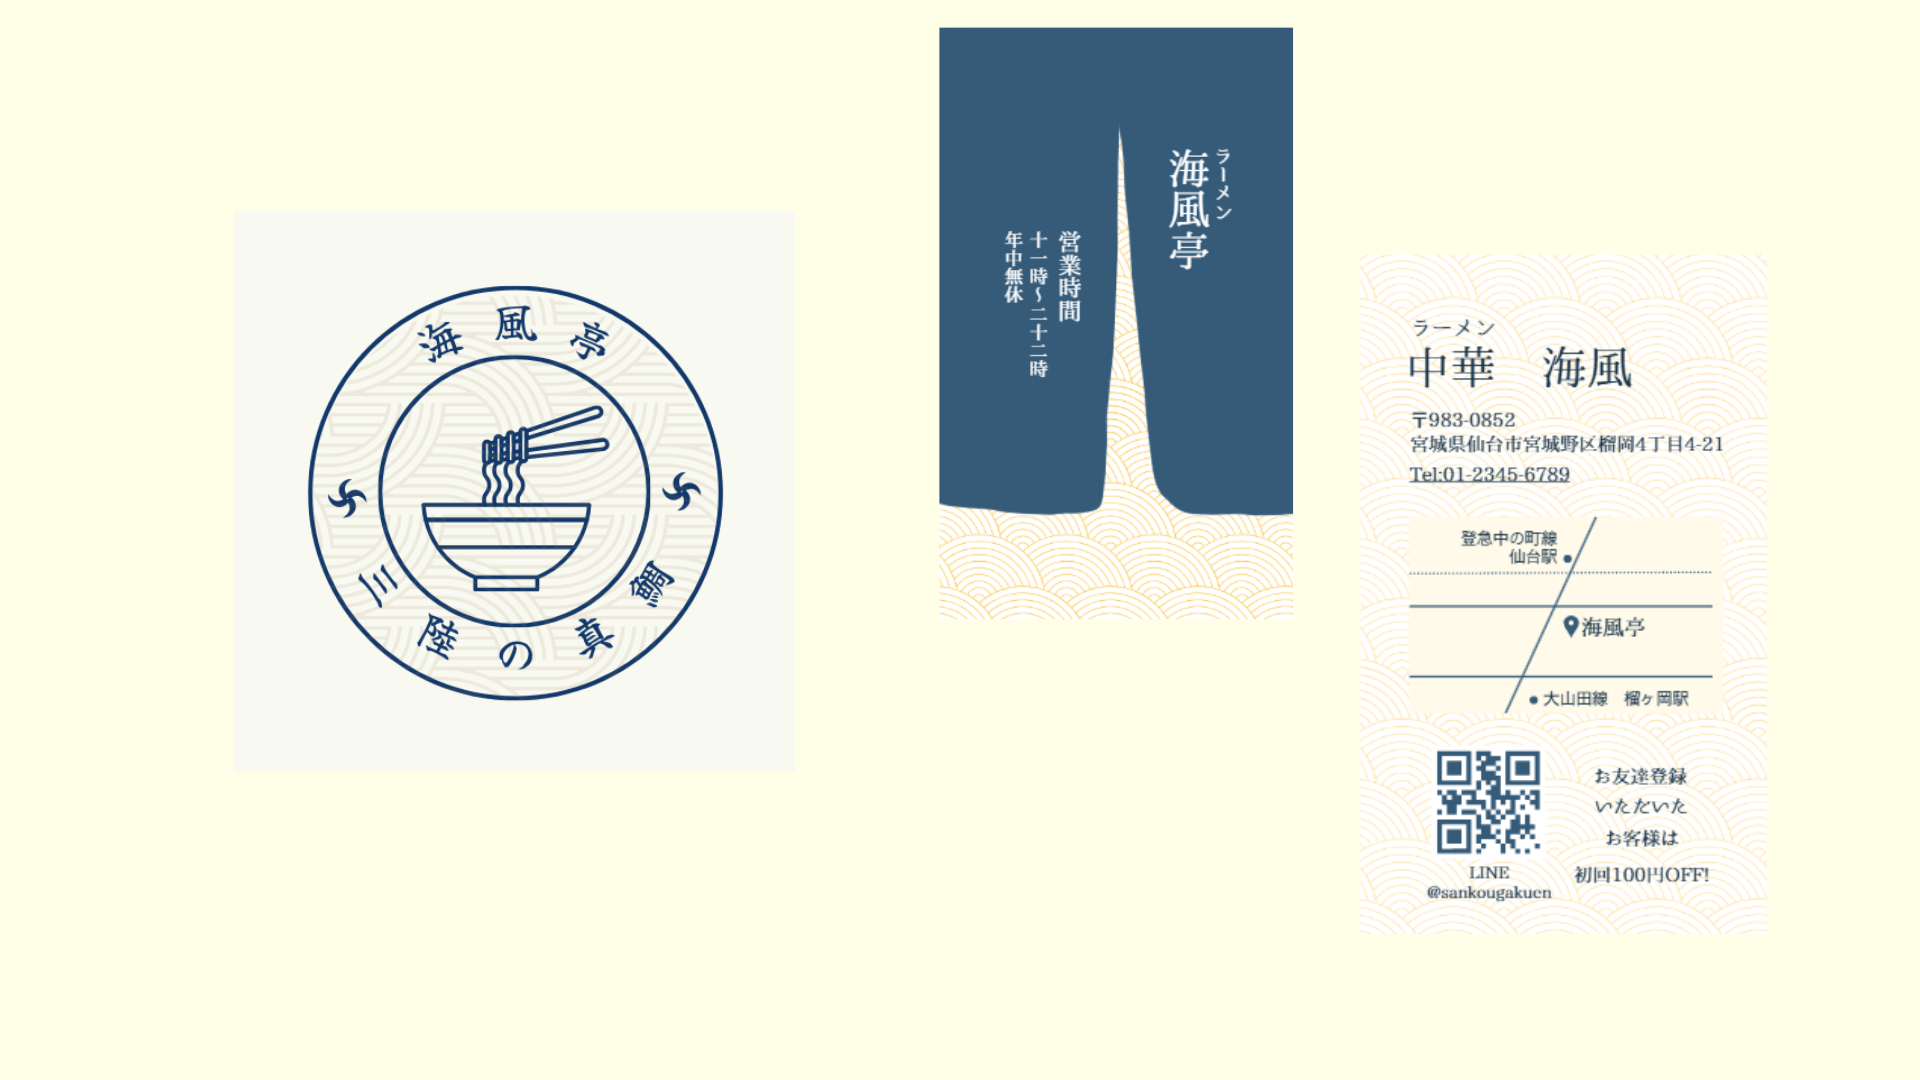 海風亭
三陸の真鯛
ラーメン
海風亭
営業時間
十一時〜二十二時
年中無休
ラーメン
中華　海風
〒983-0852
宮城県仙台市宮城野区榴岡4丁目4-21
Tel:01-2345-6789
登急中の町線
仙台駅
海風亭
大山田線　榴ヶ岡駅
お友達登録
いただいた
お客様は
初回100円OFF!
LINE
@sankougakuen